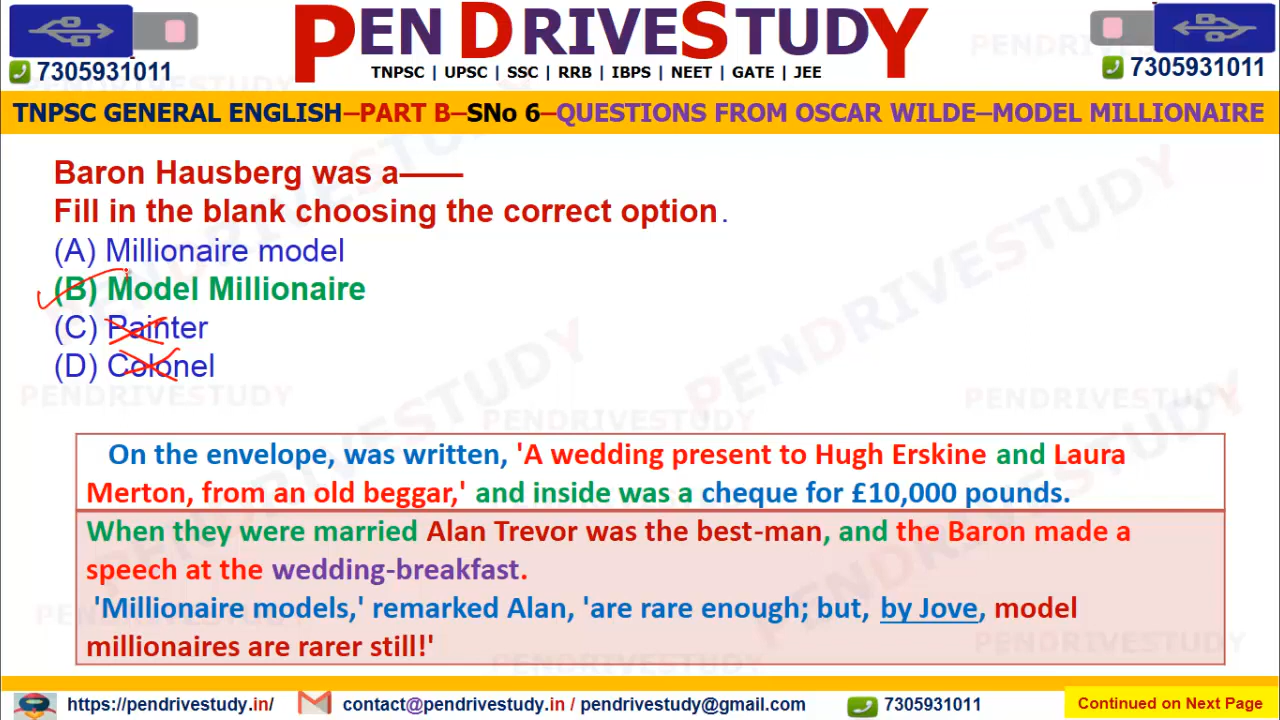 PENDRIVESTUDY
TNPSC | UPSC | SSC | RRB | IBPS | NEET | GATE | JEE
7305931011
7305931011
TNPSC GENERAL ENGLISH–PART B–SNo 6–QUESTIONS FROM OSCAR WILDE–MODEL MILLIONAIRE
Baron Hausberg was a——
Fill in the blank choosing the correct option.
(A) Millionaire model
(B) Model Millionaire
(C) Painter
(D) Colonel
On the envelope, was written, 'A wedding present to Hugh Erskine and Laura
Merton, from an old beggar,' and inside was a cheque for £10,000 pounds.
When they were married Alan Trevor was the best-man, and the Baron made a
speech at the wedding-breakfast.
'Millionaire models,' remarked Alan, 'are rare enough; but, by Jove, model
millionaires are rarer still!'
https://pendrivestudy.in/ contact@pendrivestudy.in / pendrivestudy@gmail.com 7305931011 Continued on Next Page